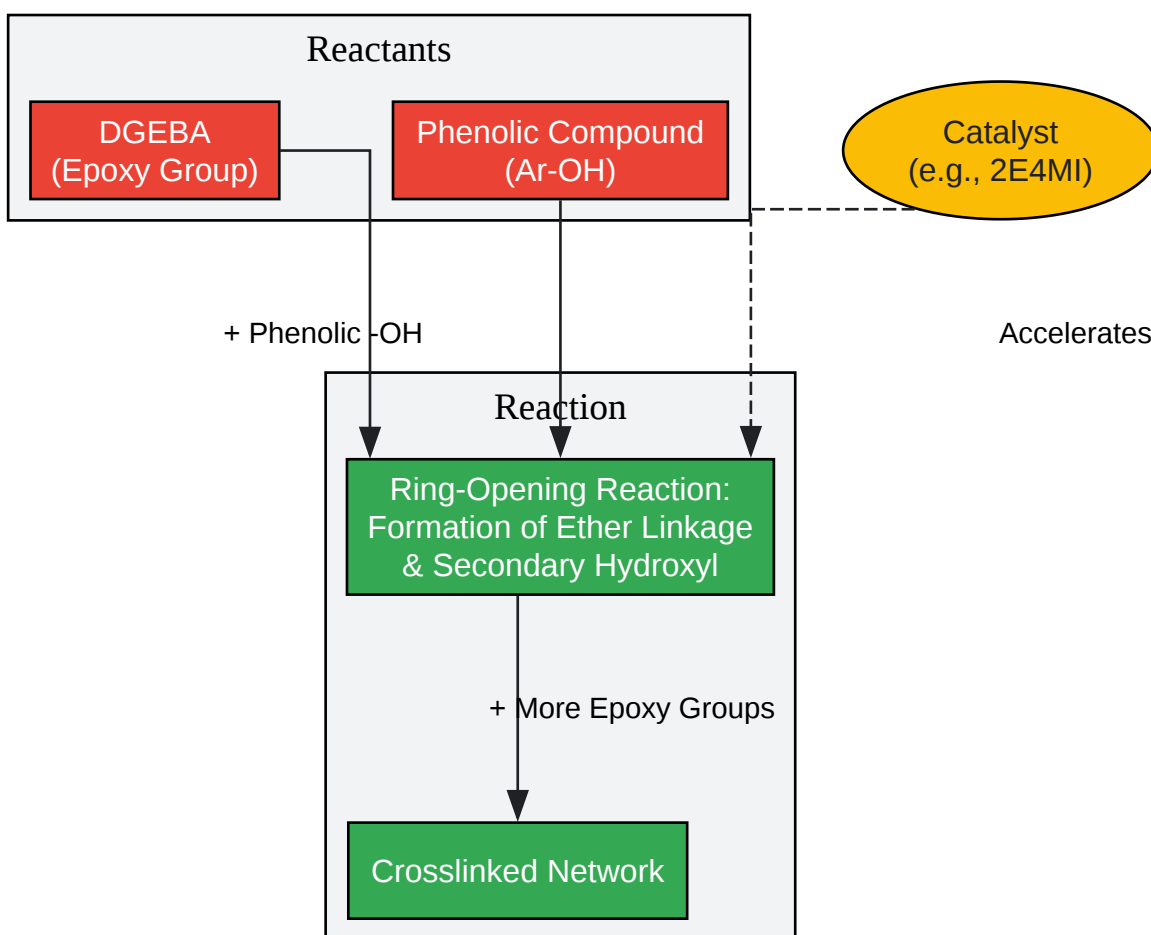 Reactants
DGEBA
(Epoxy Group)
Phenolic Compound
(Ar-OH)
Catalyst
(e.g., 2E4MI)
+ Phenolic -OH
Accelerates
Reaction
Ring-Opening Reaction:
Formation of Ether Linkage
& Secondary Hydroxyl
+ More Epoxy Groups
Crosslinked Network